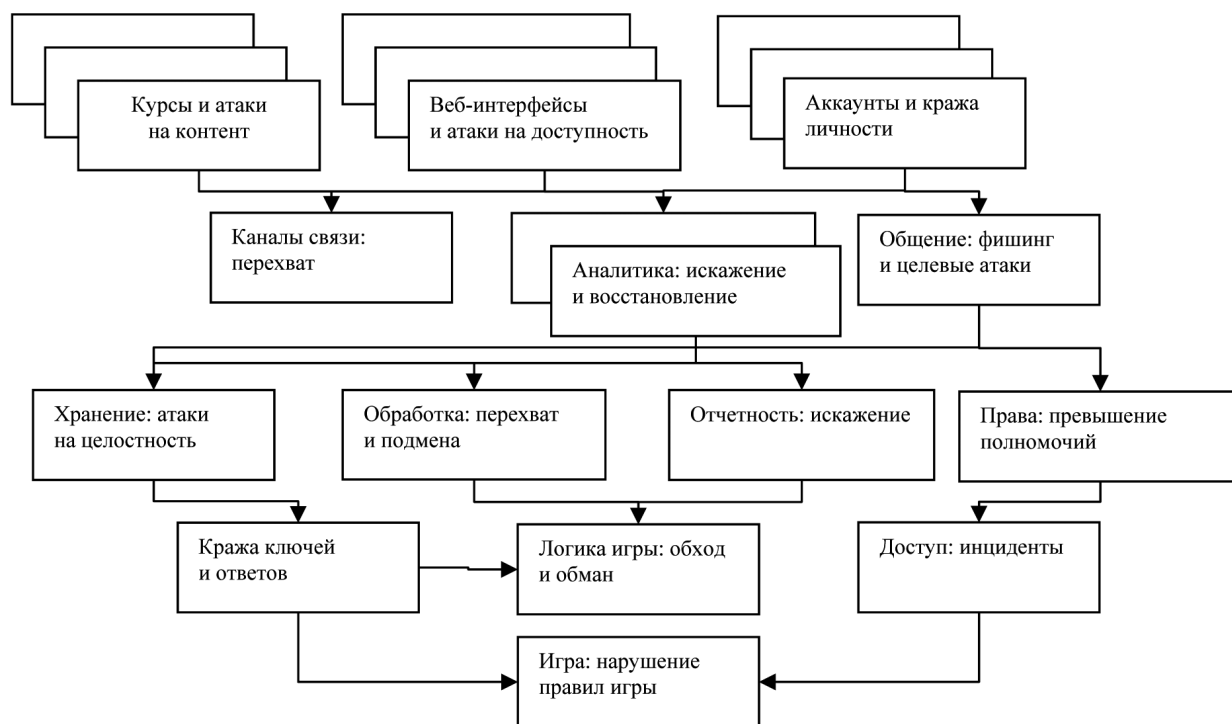 Курсы и атаки
на контент
Веб-интерфейсы
и атаки на доступность
Аккаунты и кража
личности
Каналы связи:
перехват
Аналитика: искажение
и восстановление
Общение: фишинг
и целевые атаки
Хранение: атаки
на целостность
Обработка: перехват
и подмена
Отчетность: искажение
Права: превышение
полномочий
Кража ключей
и ответов
Логика игры: обход
и обман
Доступ: инциденты
Игра: нарушение
правил игры